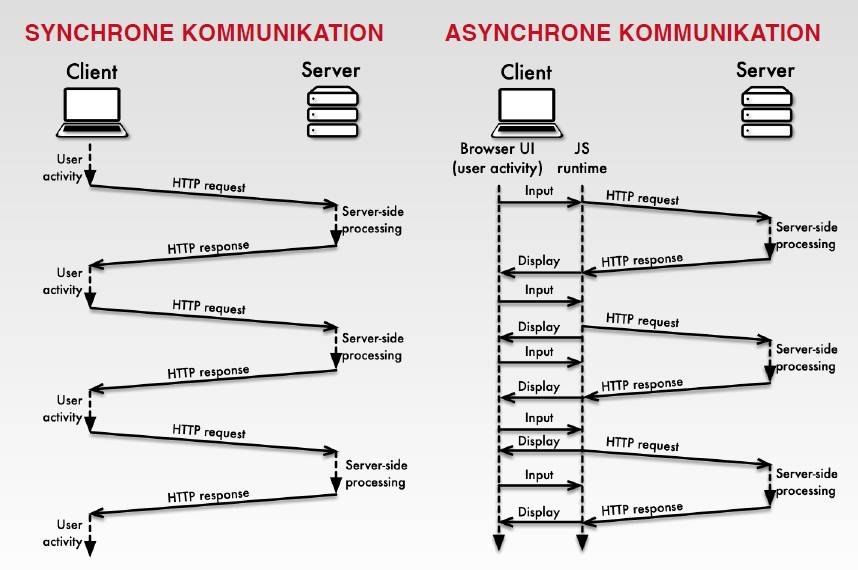 SYNCHRONE KOMMUNIKATION
Client
Server
User
activity
HTTP request
Server-side
processing
HTTP response
User
activity
HTTP request
Server-side
processing
HTTP response
User
activity
HTTP request
Server-side
processing
HTTP response
User
activity
ASYNCHRONE KOMMUNIKATION
Client
Server
Browser UI
(user activity)
JS
runtime
Input
HTTP request
Server-side
processing
HTTP response
Display
Input
HTTP request
Display
Server-side
processing
Input
HTTP response
Display
Input
Display
HTTP request
Server-side
processing
Input
HTTP response
Display